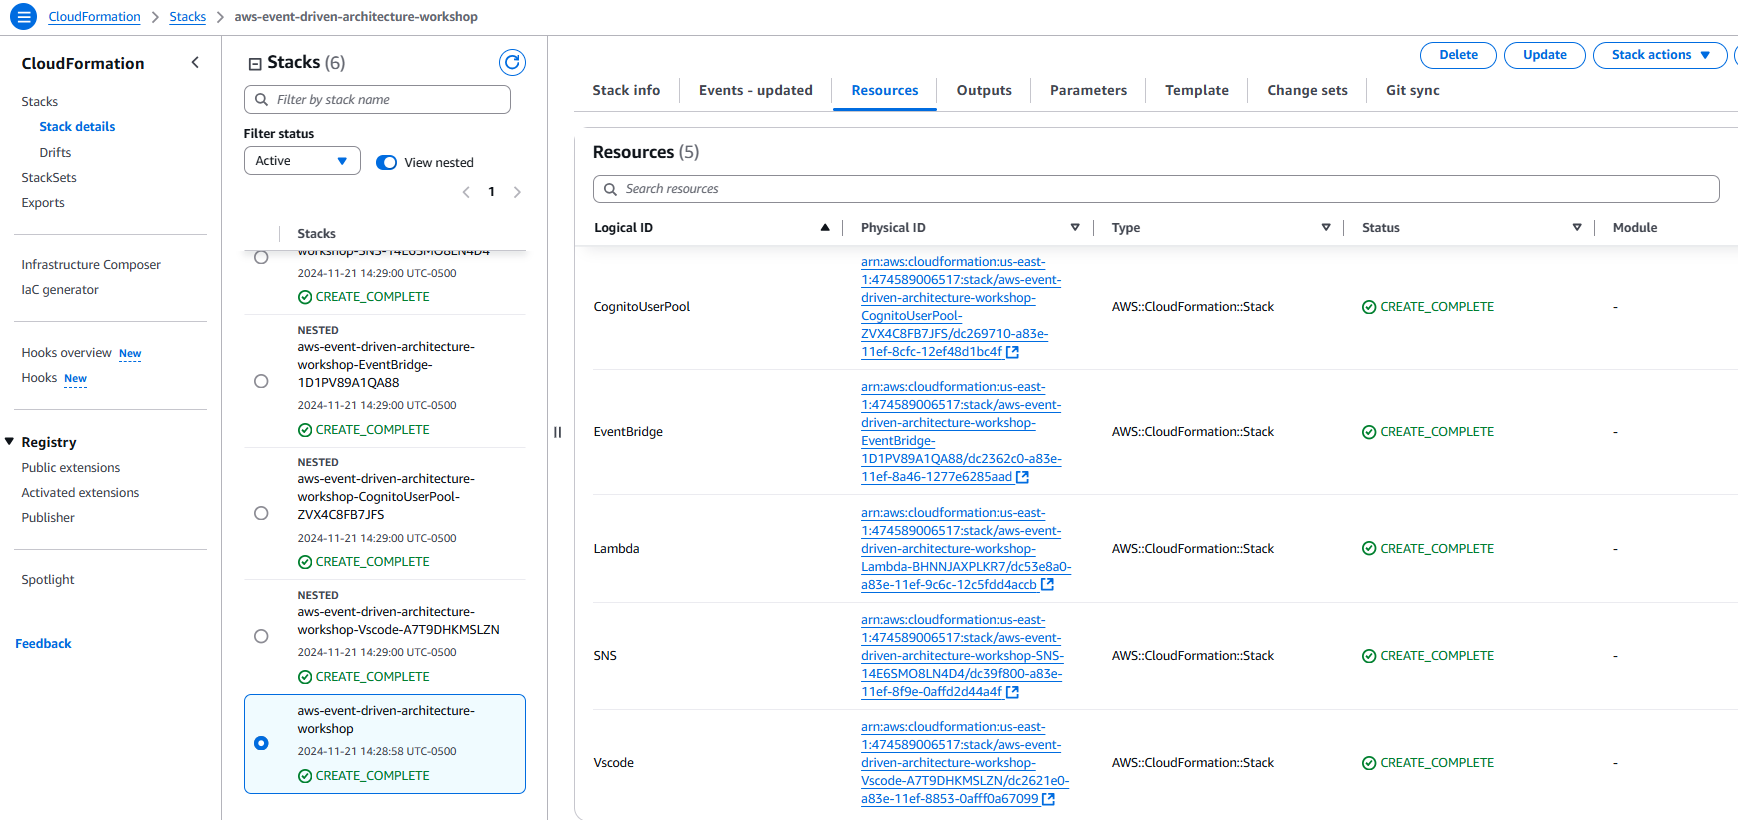 CloudFormation > Stacks > aws-event-driven-architecture-workshop
CloudFormation
Stacks
Stack details
Drifts
StackSets
Exports
Infrastructure Composer
IaC generator
Hooks overview New
Hooks New
Registry
Public extensions
Activated extensions
Publisher
Spotlight
Feedback
Stacks (6)
Filter by stack name
Filter status
Active
View nested
1
Stacks
workshop-SNS-14E6SMO8LN4D4
2024-11-21 14:29:00 UTC-0500
CREATE_COMPLETE
NESTED
aws-event-driven-architecture-
workshop-EventBridge-
1D1PV89A1QA88
2024-11-21 14:29:00 UTC-0500
CREATE_COMPLETE
NESTED
aws-event-driven-architecture-
workshop-CognitoUserPool-
ZVX4C8FB7JFS
2024-11-21 14:29:00 UTC-0500
CREATE_COMPLETE
NESTED
aws-event-driven-architecture-
workshop-Vscode-A7T9DHKMSLZN
2024-11-21 14:29:00 UTC-0500
CREATE_COMPLETE
aws-event-driven-architecture-
workshop
2024-11-21 14:28:58 UTC-0500
CREATE_COMPLETE
Delete
Update
Stack actions
Stack info
Events - updated
Resources
Outputs
Parameters
Template
Change sets
Git sync
Resources (5)
Search resources
Logical ID
Physical ID
Type
Status
Module
CognitoUserPool
arn:aws:cloudformation:us-east-
1:474589006517:stack/aws-event-
driven-architecture-workshop-
CognitoUserPool-
ZVX4C8FB7JFS/dc269710-a83e-
11ef-8cfc-12ef48d1bc4f
AWS::CloudFormation::Stack
CREATE_COMPLETE
-
EventBridge
arn:aws:cloudformation:us-east-
1:474589006517:stack/aws-event-
driven-architecture-workshop-
EventBridge-
1D1PV89A1QA88/dc2362c0-a83e-
11ef-8a46-1277e6285aad
AWS::CloudFormation::Stack
CREATE_COMPLETE
-
Lambda
arn:aws:cloudformation:us-east-
1:474589006517:stack/aws-event-
driven-architecture-workshop-
Lambda-BHNNJAXPLKR7/dc53e8a0-
a83e-11ef-9c6c-12c5fdd4accb
AWS::CloudFormation::Stack
CREATE_COMPLETE
-
SNS
arn:aws:cloudformation:us-east-
1:474589006517:stack/aws-event-
driven-architecture-workshop-SNS-
14E6SMO8LN4D4/dc39f800-a83e-
11ef-8f9e-0affd2d44a4f
AWS::CloudFormation::Stack
CREATE_COMPLETE
-
Vscode
arn:aws:cloudformation:us-east-
1:474589006517:stack/aws-event-
driven-architecture-workshop-
Vscode-A7T9DHKMSLZN/dc2621e0-
a83e-11ef-8853-0afff0a67099
AWS::CloudFormation::Stack
CREATE_COMPLETE
-